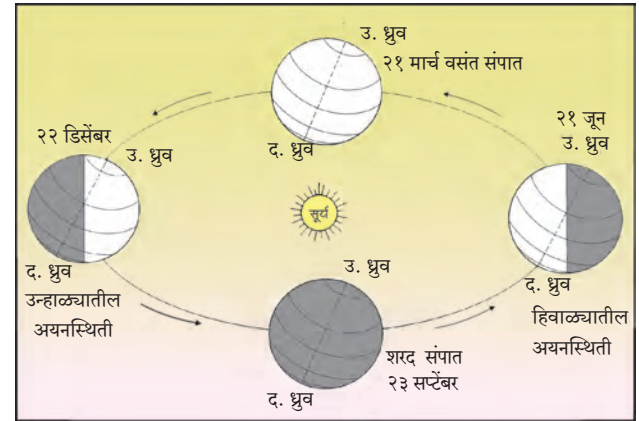 उ. ध्रुव
२१ मार्च वसंत संपात
द. ध्रुव
२२ डिसेंबर
उ. ध्रुव
द. ध्रुव
उन्हाळ्यातील
अयनस्थिती
सूर्य
२१ जून
उ. ध्रुव
द. ध्रुव
हिवाळ्यातील
अयनस्थिती
उ. ध्रुव
शरद संपात
२३ सप्टेंबर
द. ध्रुव